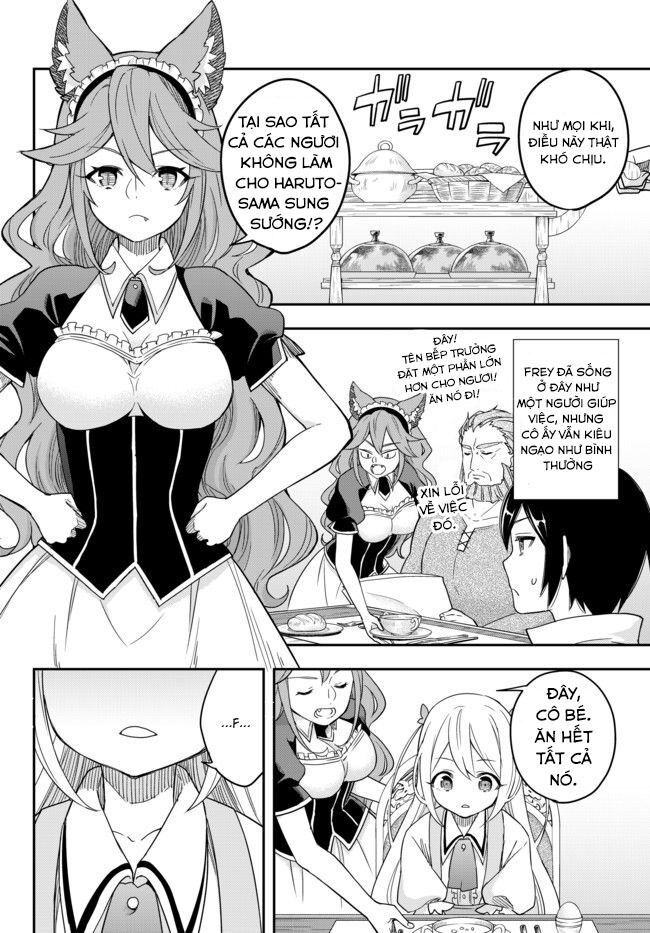 NHƯ MỌI KHI,
ĐIỀU NÀY THẬT
KHÓ CHỊU.
ガラガラ
TẠI SAO TẤT
CẢ CÁC NGƯƠI
KHÔNG LÀM
CHO HARUTO-
SAMA SUNG
SƯỚNG!?
FREY ĐÃ SỐNG
Ở ĐÂY NHƯ
MỘT NGƯỜI GIÚP
VIỆC, NHƯNG
CÔ ẤY VẪN KIÊU
NGẠO NHƯ BÌNH
THƯỜNG
ĐÂY!
TÊN BẾP TRƯỞNG
ĐẶT MỘT PHẦN LỚN
HƠN CHO NGƯƠI!
ĂN NÓ ĐI!
XIN LỖI
VỀ VIỆC
ĐÓ.
ĐÂY,
CÔ BÉ.
ĂN HẾT
TẤT CẢ
NÓ.
...F...